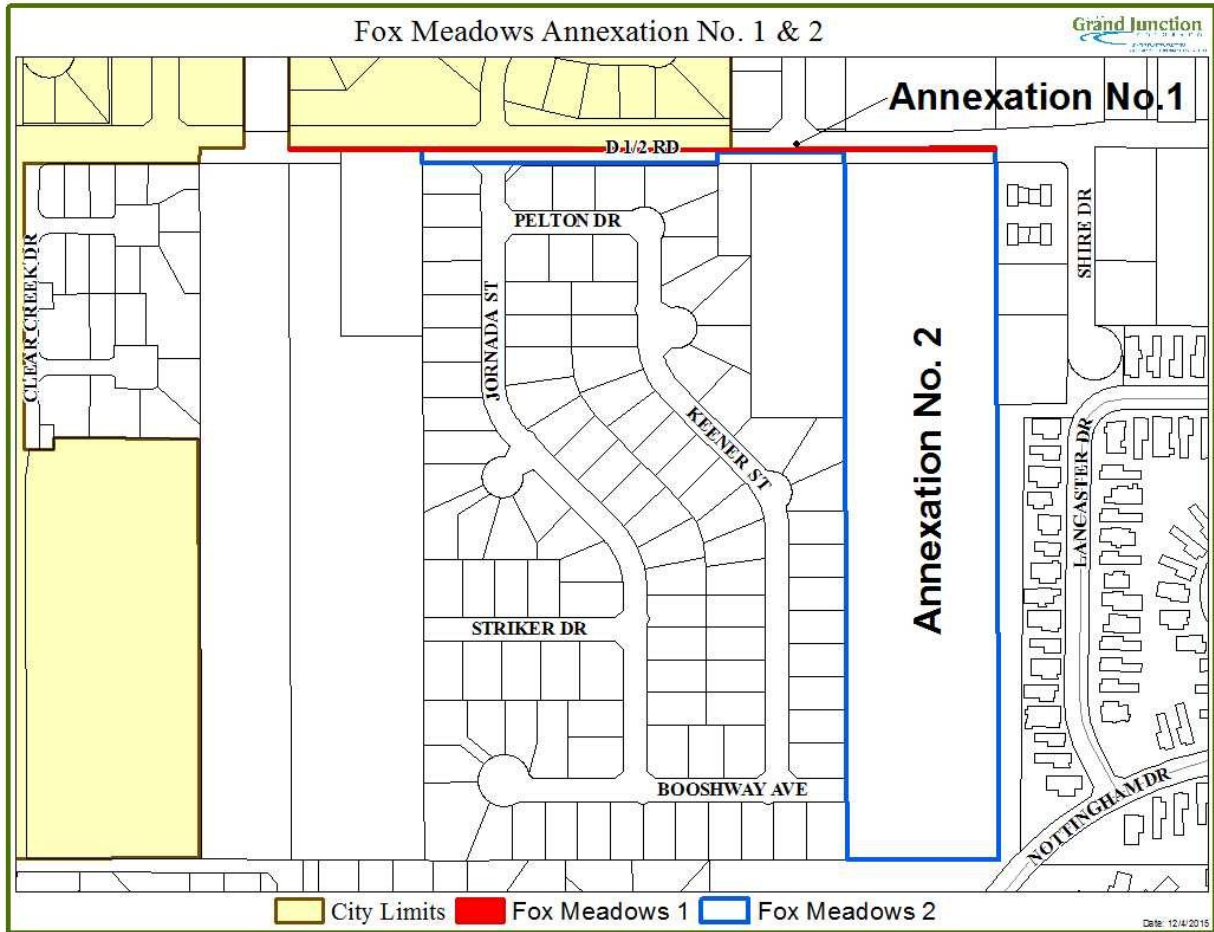 Fox Meadows Annexation No. 1 & 2
Grand Junction
COLORADO
Annexation No.1
D 1/2 RD
PELTON DR
CLEAR CREEK DR
JORNADA ST
SHIRE DR
KEENER ST
Annexation No. 2
LANCASTER DR
STRIKER DR
BOOSHWAY AVE
NOTTINGHAM DR
City Limits Fox Meadows 1 Fox Meadows 2
Date: 12/4/2015